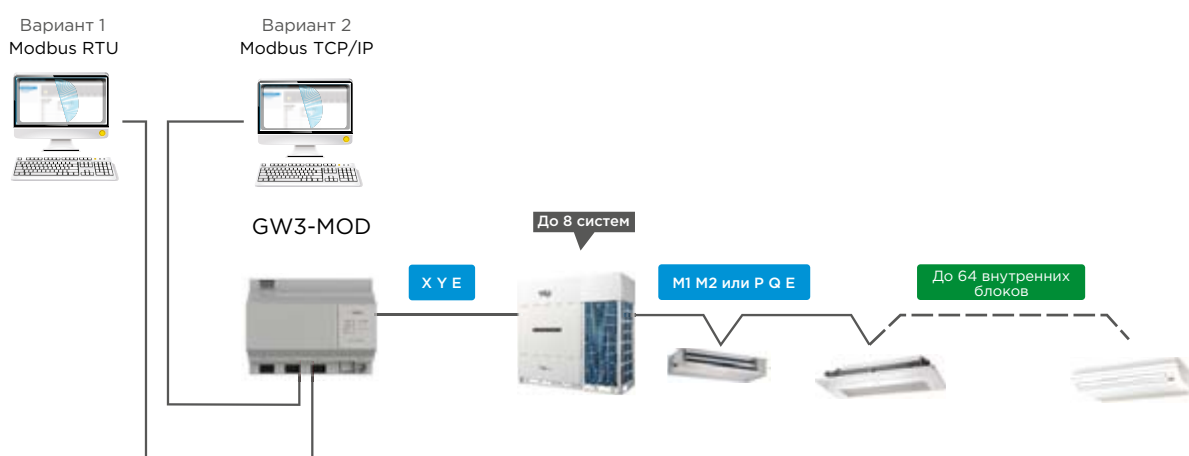 Вариант 1
Modbus RTU
Вариант 2
Modbus TCP/IP
GW3-MOD
До 8 систем
X Y E
M1 M2 или P Q E
До 64 внутренних
блоков